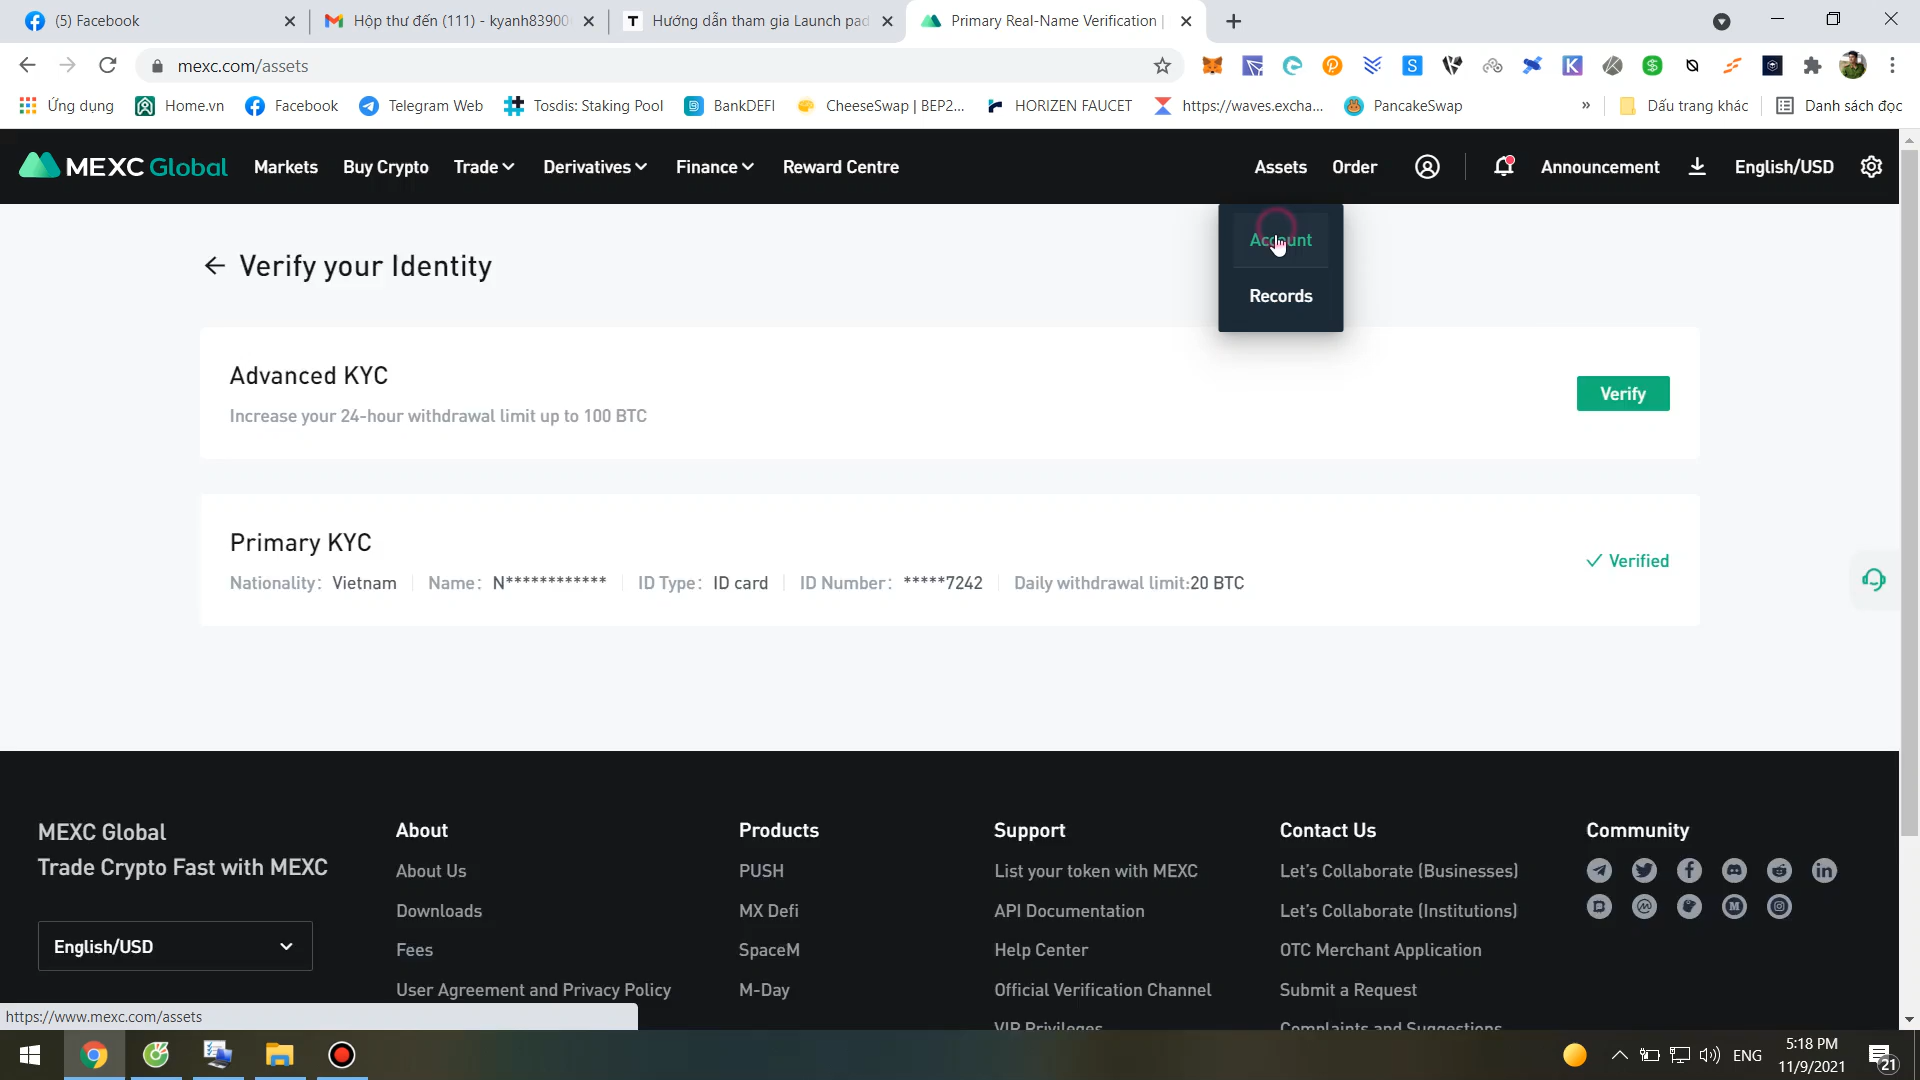 (5) Facebook
Hộp thư đến (111) - kyanh83900
Hướng dẫn tham gia Launch pad
Primary Real-Name Verification |
mexc.com/assets
Ứng dụng
Home.vn
Facebook
Telegram Web
Tosdis: Staking Pool
BankDEFI
CheeseSwap | BEP2...
HORIZEN FAUCET
https://waves.excha...
PancakeSwap
»
Dấu trang khác
Danh sách đọc
MEXC Global
Markets
Buy Crypto
Trade
Derivatives
Finance
Reward Centre
Assets
Order
Announcement
English/USD
Account
Records
Verify your Identity
Advanced KYC
Increase your 24-hour withdrawal limit up to 100 BTC
Verify
Primary KYC
Nationality: Vietnam
Name: N************
ID Type: ID card
ID Number: *****7242
Daily withdrawal limit:20 BTC
Verified
MEXC Global
Trade Crypto Fast with MEXC
English/USD
About
About Us
Downloads
Fees
User Agreement and Privacy Policy
Products
PUSH
MX Defi
SpaceM
M-Day
Support
List your token with MEXC
API Documentation
Help Center
Official Verification Channel
VIP Privileges
Contact Us
Let's Collaborate (Businesses)
Let's Collaborate (Institutions)
OTC Merchant Application
Submit a Request
Complaints and Suggestions
Community
https://www.mexc.com/assets
ENG
5:18 PM
11/9/2021
21